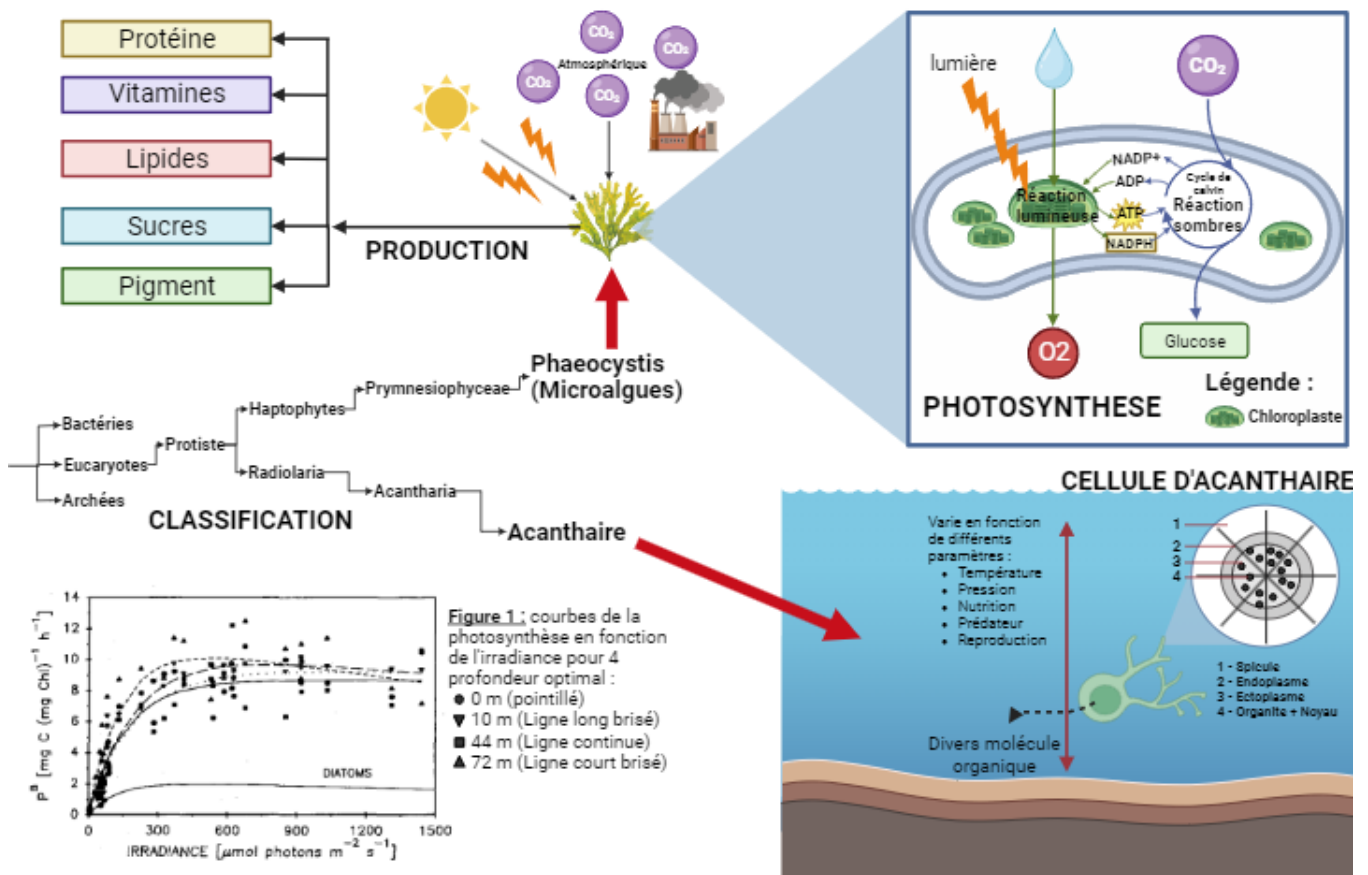 Protéine
Vitamines
Lipides
Sucres
Pigment
PRODUCTION
CO₂
CO₂
CO₂
CO₂
Atmosphérique
lumière
CO₂
NADP+
ADP
ATP
NADPH
Cycle de
calvin
Réaction
sombres
Réaction
lumineuse
O2
Glucose
PHOTOSYNTHESE
Légende :
Chloroplaste
Phaeocystis
(Microalgues)
Prymnesiophyceae
Haptophytes
Bactéries
Protiste
Eucaryotes
Radiolaria
Archées
Acantharia
CLASSIFICATION
Acanthaire
CELLULE D'ACANTHAIRE
Varie en fonction
de différents
paramètres :
• Température
• Pression
• Nutrition
• Prédateur
• Reproduction
1
2
3
4
1 - Spicule
2 - Endoplasme
3 - Ectoplasme
4 - Organite + Noyau
Divers molécule
organique
14
12
10
8
6
4
2
0
P^B [mg C (mg Chl)⁻¹ h⁻¹]
DIATOMS
0 300 600 900 1200 1500
IRRADIANCE [µmol photons m⁻² s⁻¹]
Figure 1 : courbes de la
photosynthèse en fonction
de l'irradiance pour 4
profondeur optimal :
● 0 m (pointillé)
▼ 10 m (Ligne long brisé)
■ 44 m (Ligne continue)
▲ 72 m (Ligne court brisé)